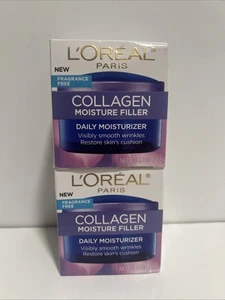 L'ORÉAL
PARIS
NEW
FRAGRANCE
FREE
COLLAGEN
MOISTURE FILLER
DAILY MOISTURIZER
Visibly smooth wrinkles
Restore skin's cushion
L'ORÉAL®
PARIS
NEW
FRAGRANCE
FREE
COLLAGEN
MOISTURE FILLER
DAILY MOISTURIZER
Visibly smooth wrinkles
Restore skin's cushion